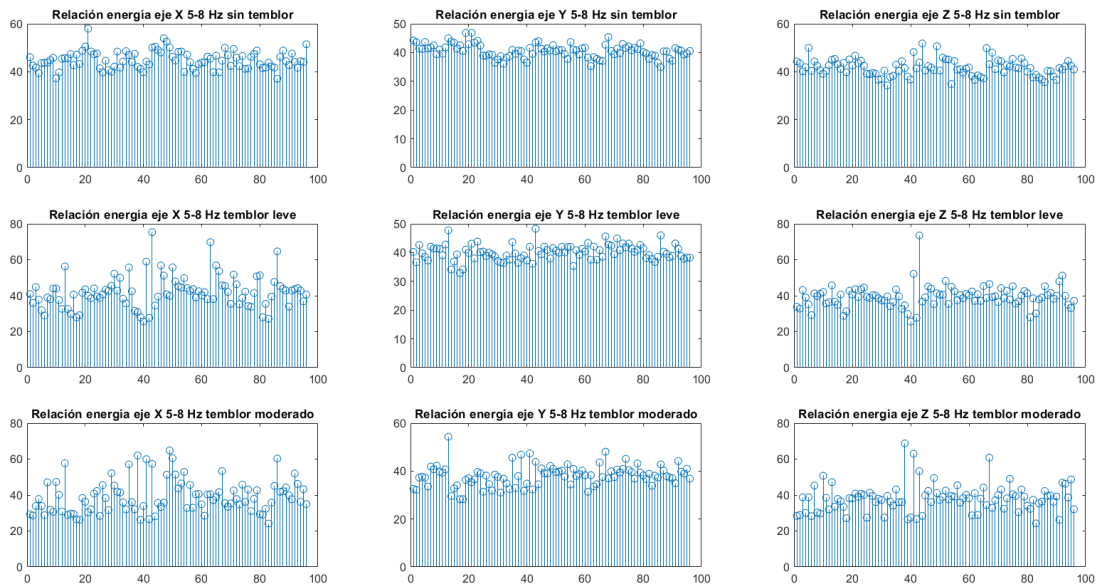 Relación energía eje X 5-8 Hz sin temblor
60
40
20
0
0 20 40 60 80 100
Relación energía eje Y 5-8 Hz sin temblor
50
40
30
20
10
0
0 20 40 60 80 100
Relación energía eje Z 5-8 Hz sin temblor
60
40
20
0
0 20 40 60 80 100
Relación energía eje X 5-8 Hz temblor leve
80
60
40
20
0
0 20 40 60 80 100
Relación energía eje Y 5-8 Hz temblor leve
50
40
30
20
10
0
0 20 40 60 80 100
Relación energía eje Z 5-8 Hz temblor leve
80
60
40
20
0
0 20 40 60 80 100
Relación energía eje X 5-8 Hz temblor moderado
80
60
40
20
0
0 20 40 60 80 100
Relación energía eje Y 5-8 Hz temblor moderado
60
40
20
0
0 20 40 60 80 100
Relación energía eje Z 5-8 Hz temblor moderado
80
60
40
20
0
0 20 40 60 80 100